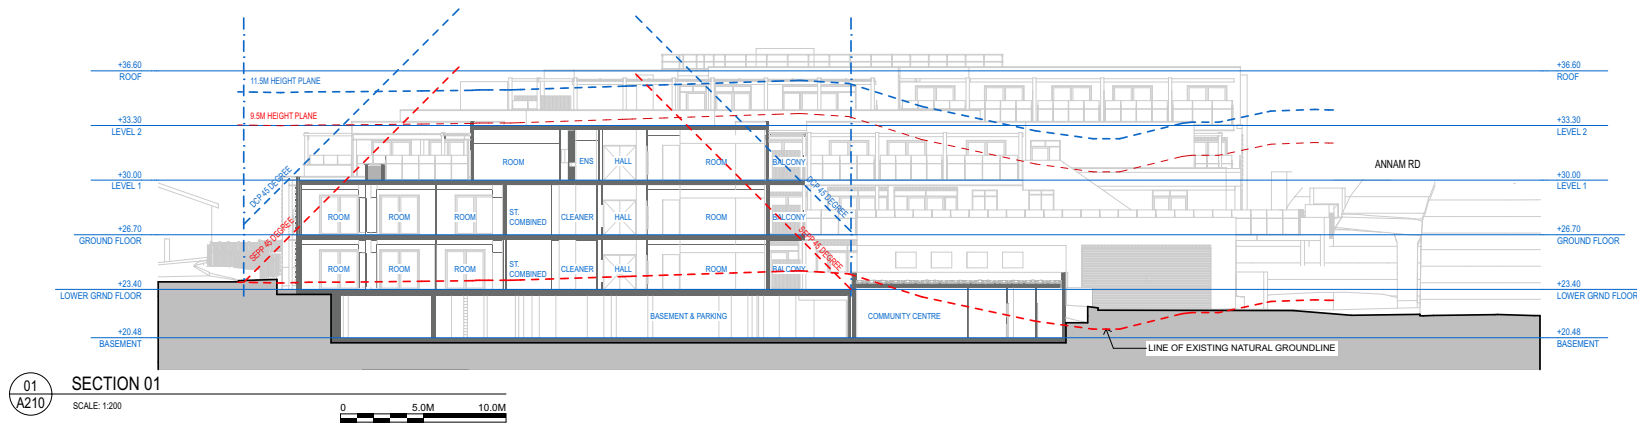 +36.60
ROOF
11.5M HEIGHT PLANE
+36.60
ROOF
9.5M HEIGHT PLANE
+33.30
LEVEL 2
+33.30
LEVEL 2
ROOM
ENS
HALL
ROOM
BALCONY
ANNAM RD
+30.00
LEVEL 1
+30.00
LEVEL 1
DCP 45 DEGREE
DCP 45 DEGREE
ROOM
ROOM
ROOM
ST.
COMBINED
CLEANER
HALL
ROOM
BALCONY
+26.70
GROUND FLOOR
+26.70
GROUND FLOOR
SEPP 45 DEGREE
SEPP 45 DEGREE
ROOM
ROOM
ROOM
ST.
COMBINED
CLEANER
HALL
ROOM
BALCONY
+23.40
LOWER GRND FLOOR
+23.40
LOWER GRND FLOOR
BASEMENT & PARKING
COMMUNITY CENTRE
+20.48
BASEMENT
+20.48
BASEMENT
LINE OF EXISTING NATURAL GROUNDLINE
01
A210
SECTION 01
SCALE: 1:200
0 5.0M 10.0M